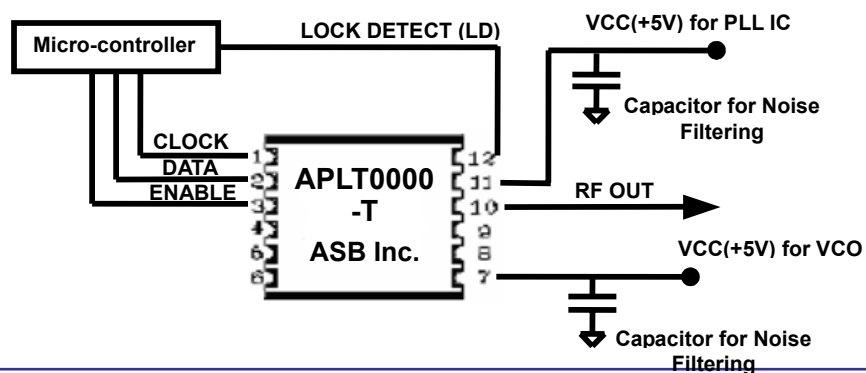 Micro-controller
LOCK DETECT (LD)
VCC(+5V) for PLL IC
Capacitor for Noise
Filtering
CLOCK
DATA
ENABLE
1
2
3
4
5
6
APLT0000
-T
ASB Inc.
12
11
10
9
8
7
RF OUT
VCC(+5V) for VCO
Capacitor for Noise
Filtering